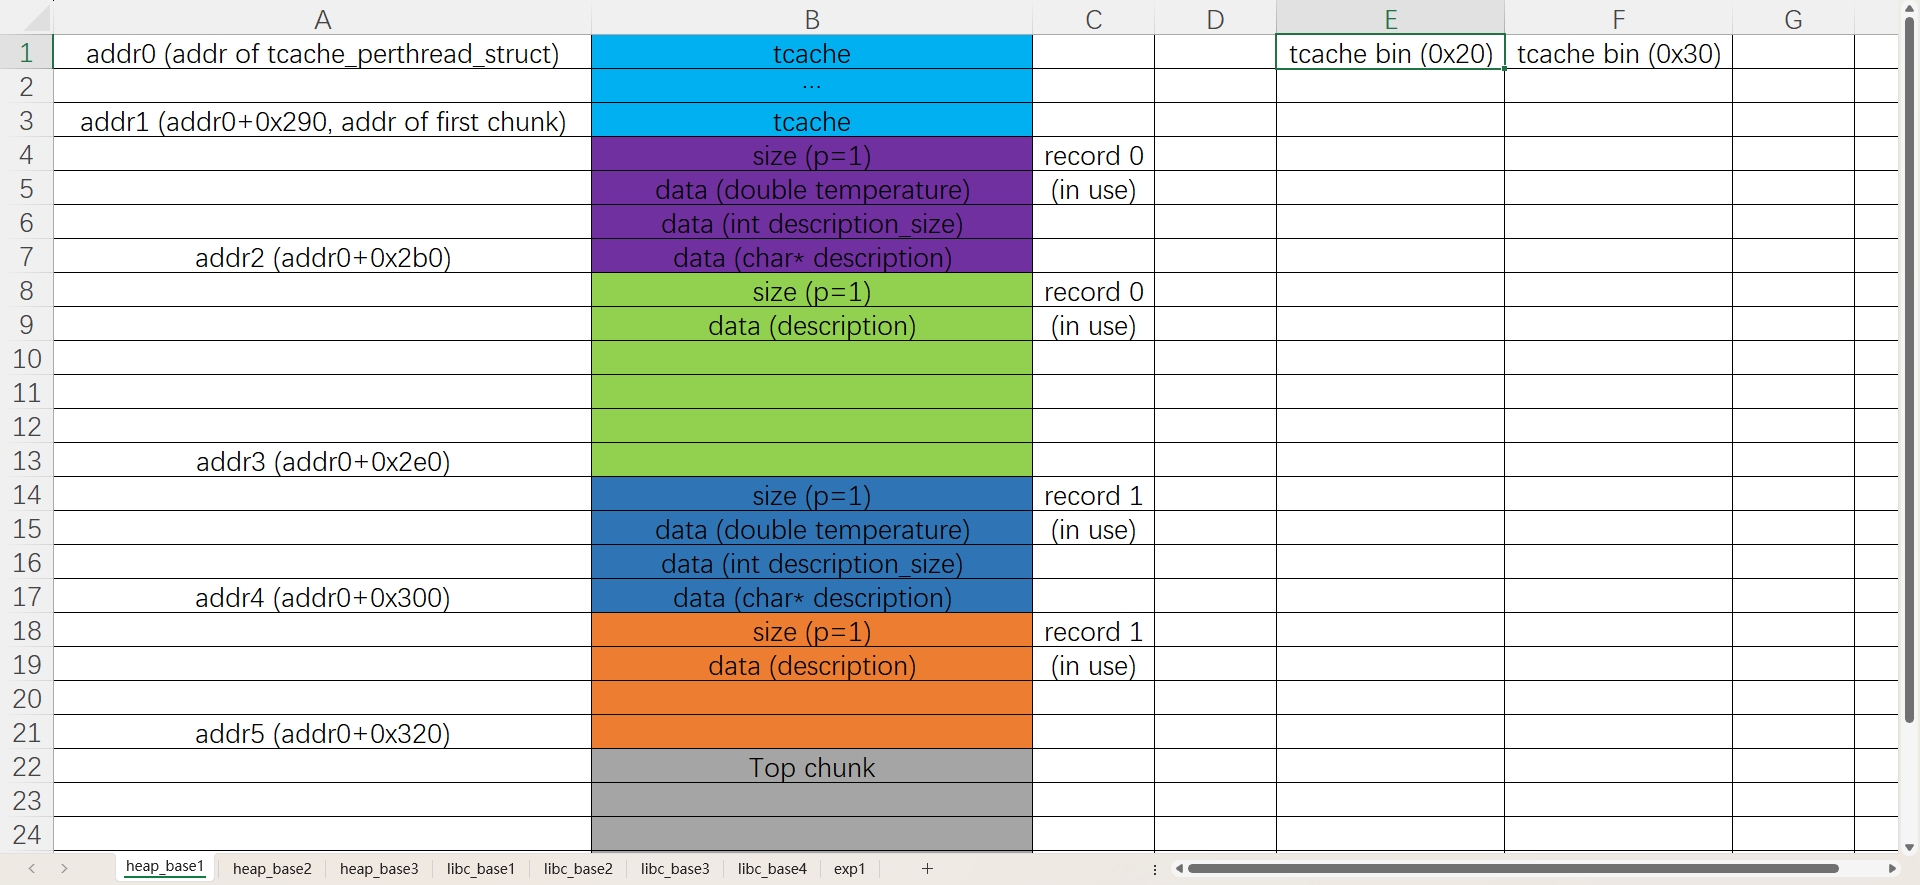 A B C D E F G
1 addr0 (addr of tcache_perthread_struct) tcache tcache bin (0x20) tcache bin (0x30)
2 ...
3 addr1 (addr0+0x290, addr of first chunk) tcache
4 size (p=1) record 0
5 data (double temperature) (in use)
6 data (int description_size)
7 addr2 (addr0+0x2b0) data (char* description)
8 size (p=1) record 0
9 data (description) (in use)
10
11
12
13 addr3 (addr0+0x2e0)
14 size (p=1) record 1
15 data (double temperature) (in use)
16 data (int description_size)
17 addr4 (addr0+0x300) data (char* description)
18 size (p=1) record 1
19 data (description) (in use)
20
21 addr5 (addr0+0x320)
22 Top chunk
23
24
heap_base1 heap_base2 heap_base3 libc_base1 libc_base2 libc_base3 libc_base4 exp1 +